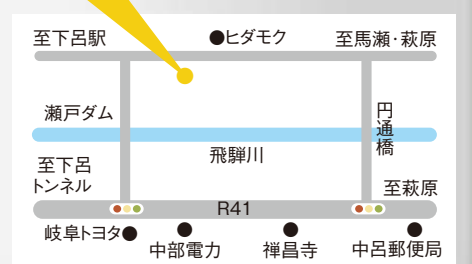 至下呂駅
●ヒダモク
至馬瀬・萩原
瀬戸ダム
円通橋
飛騨川
至下呂
トンネル
至萩原
R41
岐阜トヨタ●
中部電力
禅昌寺
中呂郵便局